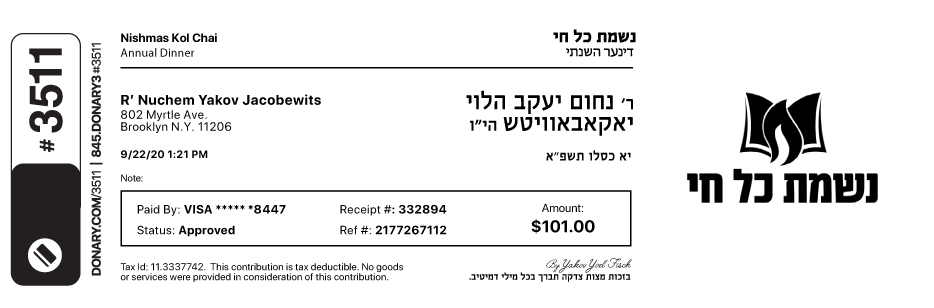 # 3511
DONARY.COM/3511 | 845.DONARY3 #3511
Nishmas Kol Chai
Annual Dinner
נשמת כל חי
דינער השנתי
R' Nuchem Yakov Jacobewits
802 Myrtle Ave.
Brooklyn N.Y. 11206
ר' נחום יעקב הלוי
יאקאבאוויטש הי"ו
9/22/20 1:21 PM
יא כסלו תשפ"א
Note:
Paid By: VISA ***** *8447
Receipt #: 332894
Amount:
Status: Approved
Ref #: 2177267112
$101.00
Tax Id: 11.3337742. This contribution is tax deductible. No goods
or services were provided in consideration of this contribution.
By Yakov Yoel Fisch
בזכות מצות צדקה תברך בכל מילי דמיטיב.
נשמת כל חי